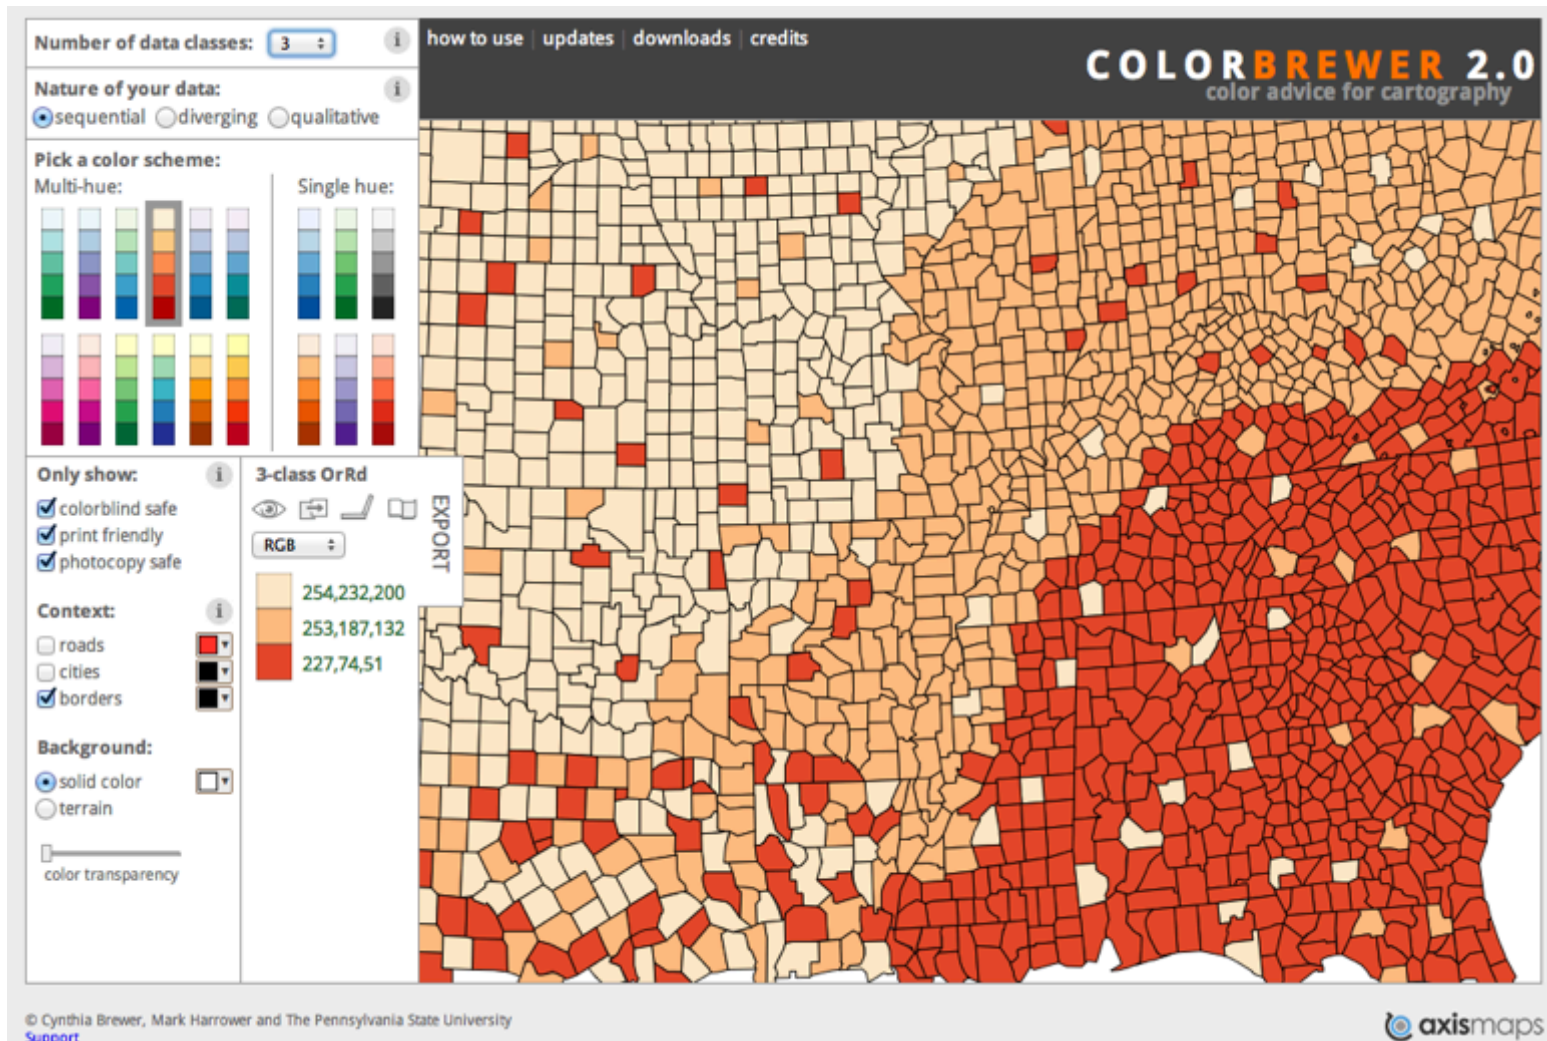 Number of data classes: 3 i
how to use | updates | downloads | credits
COLORBREWER 2.0
color advice for cartography
Nature of your data: i
sequential diverging qualitative
Pick a color scheme:
Multi-hue: Single hue:
Only show: i
colorblind safe
print friendly
photocopy safe
Context: i
roads
cities
borders
Background:
solid color
terrain
color transparency
3-class OrRd
EXPORT
RGB
254,232,200
253,187,132
227,74,51
© Cynthia Brewer, Mark Harrower and The Pennsylvania State University
Support
axismaps